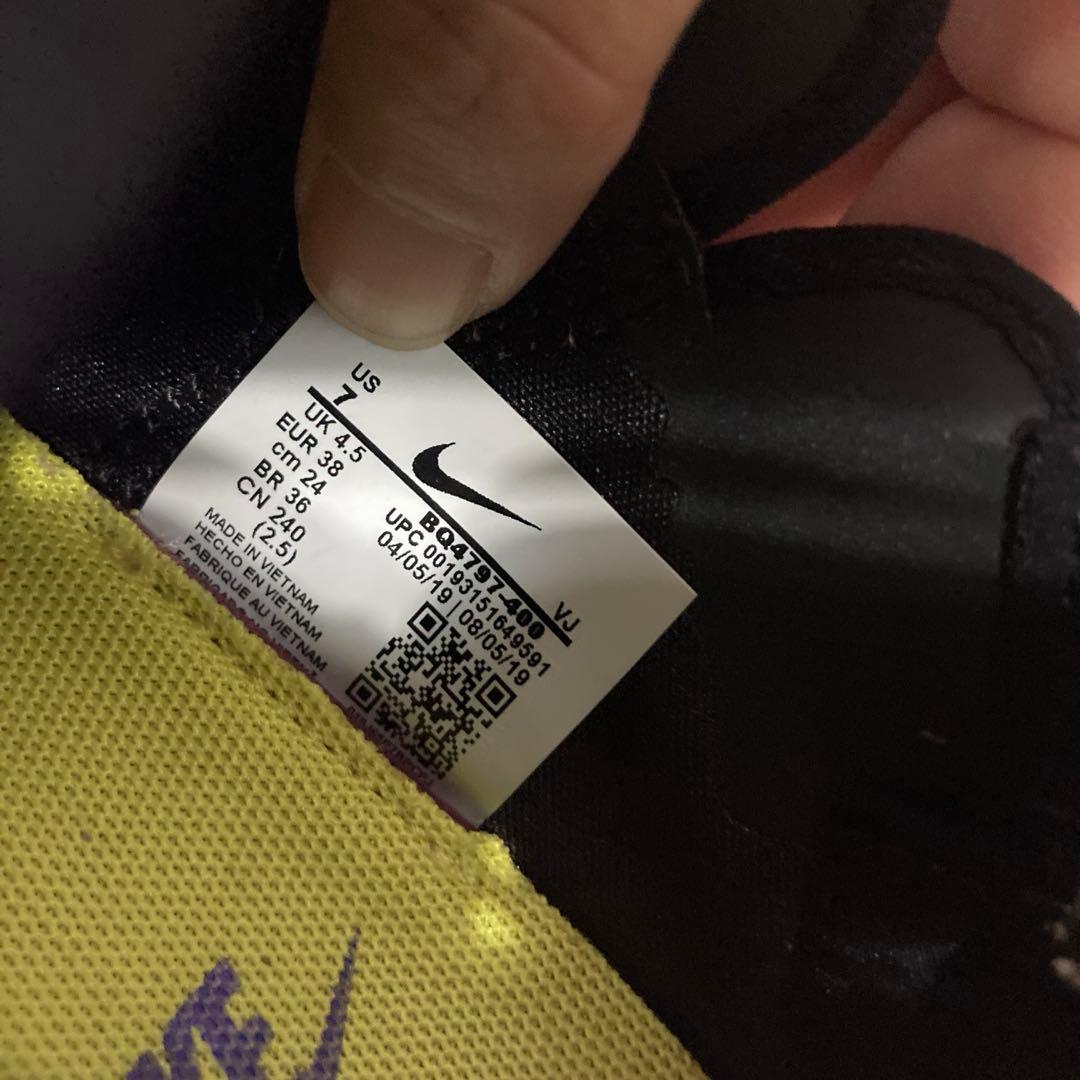 US
7
UK 4.5
EUR 38
cm 24
BR 36
CN 240
(2.5)
MADE IN VIETNAM
HECHO EN VIETNAM
FABRIQUE AU VIETNAM
VJ
BQ4797-400
UPC 00193151649591
04/05/19 | 08/05/19